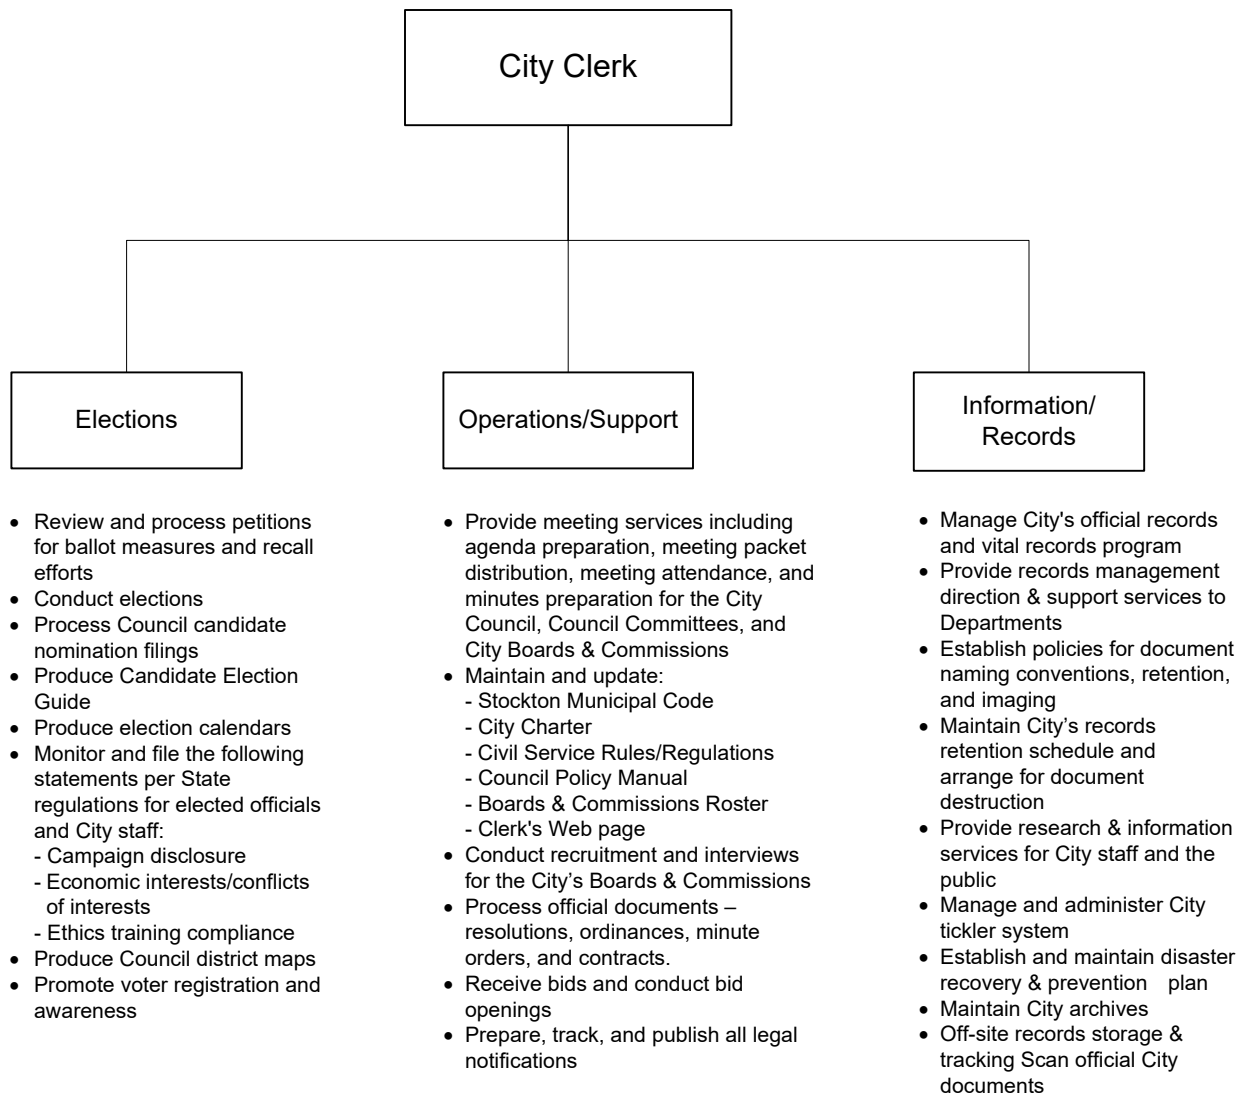 City Clerk
Elections
• Review and process petitions
for ballot measures and recall
efforts
• Conduct elections
• Process Council candidate
nomination filings
• Produce Candidate Election
Guide
• Produce election calendars
• Monitor and file the following
statements per State
regulations for elected officials
and City staff:
- Campaign disclosure
- Economic interests/conflicts
of interests
- Ethics training compliance
• Produce Council district maps
• Promote voter registration and
awareness
Operations/Support
• Provide meeting services including
agenda preparation, meeting packet
distribution, meeting attendance, and
minutes preparation for the City
Council, Council Committees, and
City Boards & Commissions
• Maintain and update:
- Stockton Municipal Code
- City Charter
- Civil Service Rules/Regulations
- Council Policy Manual
- Boards & Commissions Roster
- Clerk's Web page
• Conduct recruitment and interviews
for the City’s Boards & Commissions
• Process official documents –
resolutions, ordinances, minute
orders, and contracts.
• Receive bids and conduct bid
openings
• Prepare, track, and publish all legal
notifications
Information/
Records
• Manage City's official records
and vital records program
• Provide records management
direction & support services to
Departments
• Establish policies for document
naming conventions, retention,
and imaging
• Maintain City’s records
retention schedule and
arrange for document
destruction
• Provide research & information
services for City staff and the
public
• Manage and administer City
tickler system
• Establish and maintain disaster
recovery & prevention plan
• Maintain City archives
• Off-site records storage &
tracking Scan official City
documents